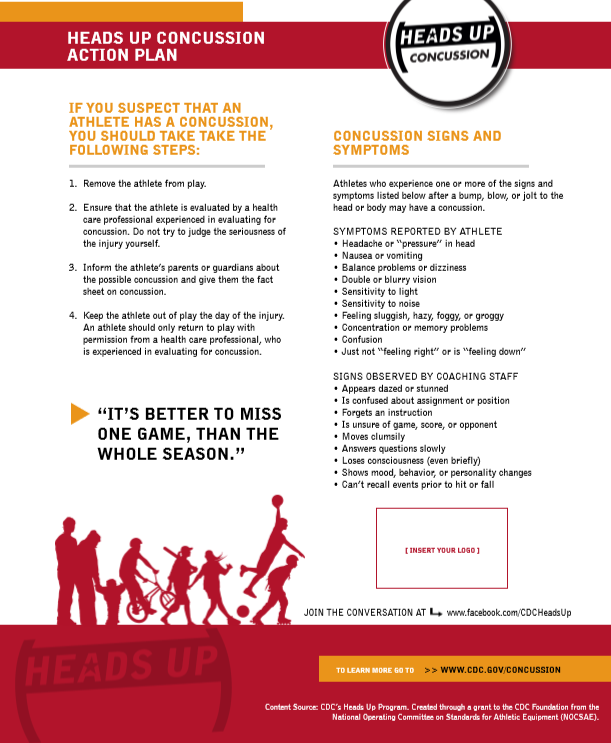 HEADS UP CONCUSSION
ACTION PLAN
HEADS UP
CONCUSSION
IF YOU SUSPECT THAT AN
ATHLETE HAS A CONCUSSION,
YOU SHOULD TAKE TAKE THE
FOLLOWING STEPS:
1. Remove the athlete from play.
2. Ensure that the athlete is evaluated by a health
care professional experienced in evaluating for
concussion. Do not try to judge the seriousness of
the injury yourself.
3. Inform the athlete's parents or guardians about
the possible concussion and give them the fact
sheet on concussion.
4. Keep the athlete out of play the day of the injury.
An athlete should only return to play with
permission from a health care professional, who
is experienced in evaluating for concussion.
"IT'S BETTER TO MISS
ONE GAME, THAN THE
WHOLE SEASON."
CONCUSSION SIGNS AND
SYMPTOMS
Athletes who experience one or more of the signs and
symptoms listed below after a bump, blow, or jolt to the
head or body may have a concussion.
SYMPTOMS REPORTED BY ATHLETE
• Headache or "pressure" in head
• Nausea or vomiting
• Balance problems or dizziness
• Double or blurry vision
• Sensitivity to light
• Sensitivity to noise
• Feeling sluggish, hazy, foggy, or groggy
• Concentration or memory problems
• Confusion
• Just not "feeling right" or is "feeling down"
SIGNS OBSERVED BY COACHING STAFF
• Appears dazed or stunned
• Is confused about assignment or position
• Forgets an instruction
• Is unsure of game, score, or opponent
• Moves clumsily
• Answers questions slowly
• Loses consciousness (even briefly)
• Shows mood, behavior, or personality changes
• Can't recall events prior to hit or fall
[ INSERT YOUR LOGO ]
JOIN THE CONVERSATION AT www.facebook.com/CDCHeadsUp
HEADS UP
TO LEARN MORE GO TO >> WWW.CDC.GOV/CONCUSSION
Content Source: CDC's Heads Up Program. Created through a grant to the CDC Foundation from the
National Operating Committee on Standards for Athletic Equipment (NOCSAE).